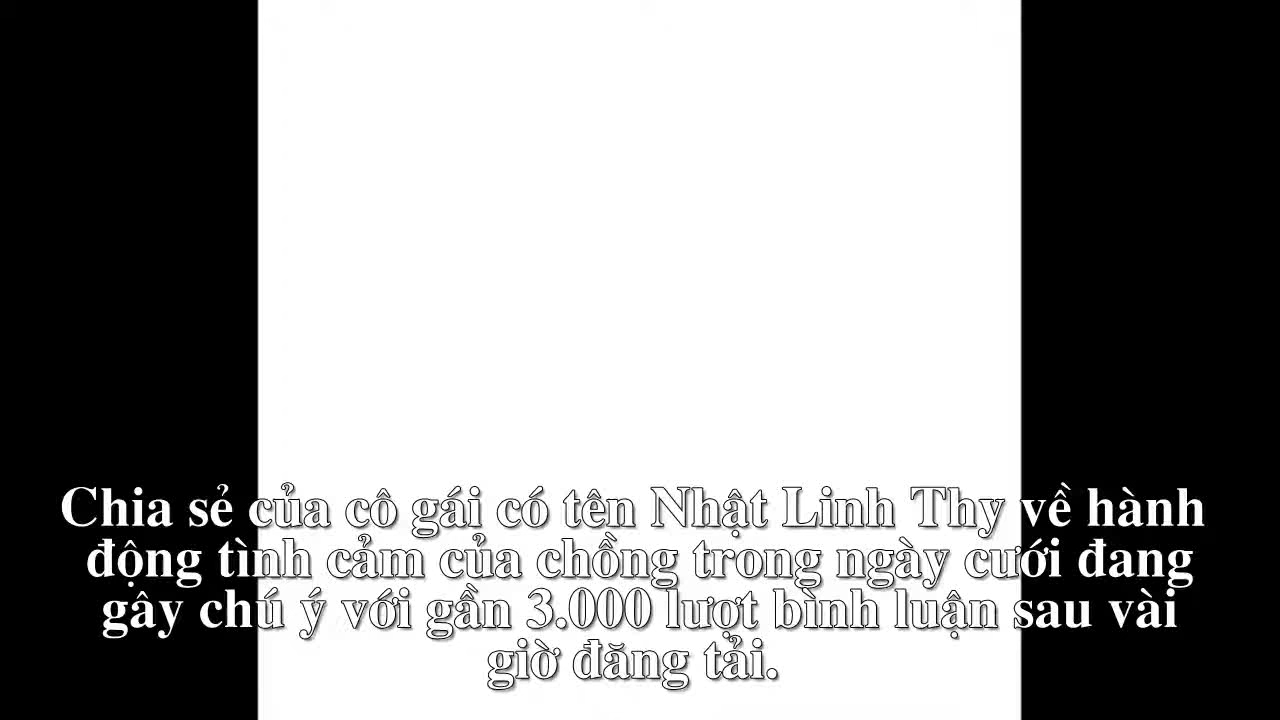 Chia sẻ của cô gái có tên Nhật Linh Thy về hành
động tình cảm của chồng trong ngày cưới đang
gây chú ý với gần 3.000 lượt bình luận sau vài
giờ đăng tải.